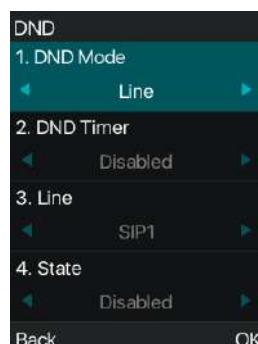 DND
1. DND Mode
Line
2. DND Timer
Disabled
3. Line
SIP1
4. State
Disabled
Back OK